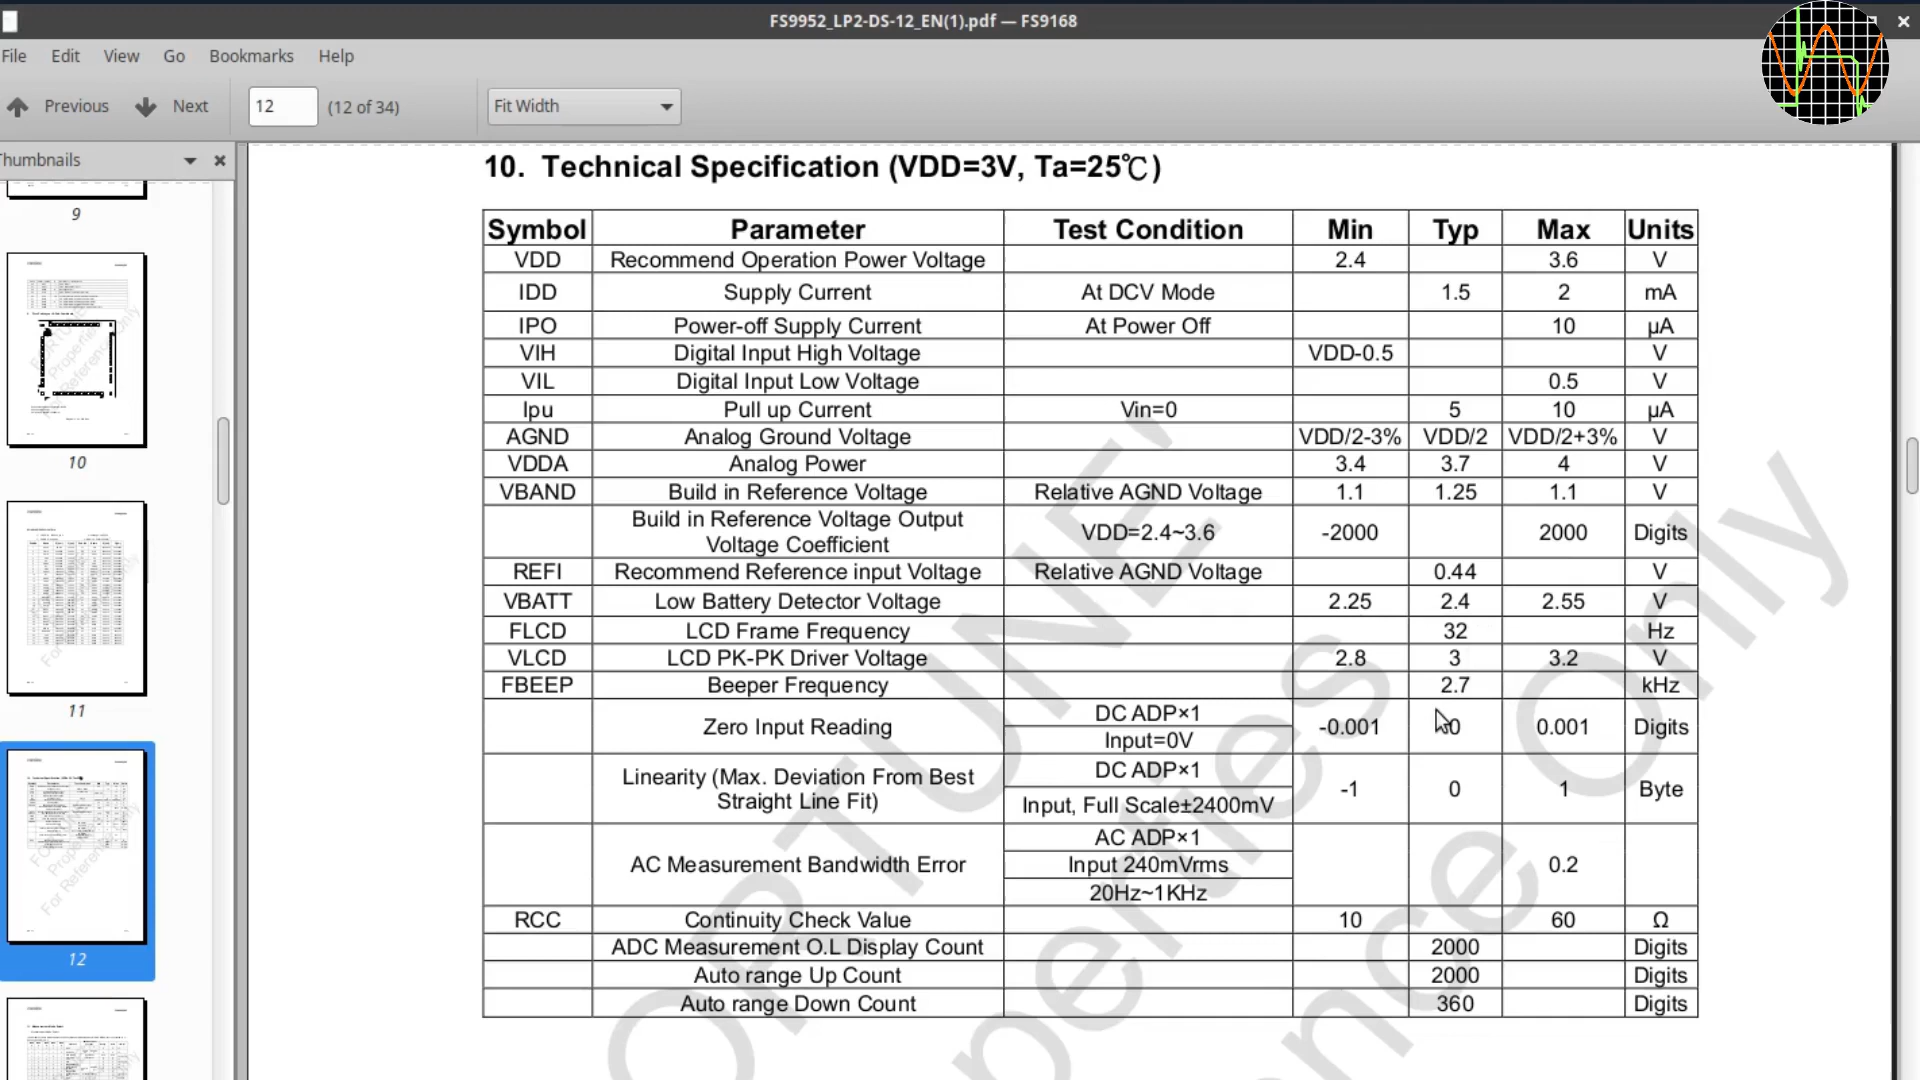 FS9952_LP2-DS-12_EN(1).pdf — FS9168
File Edit View Go Bookmarks Help
Previous Next 12 (12 of 34) Fit Width
Thumbnails
9
10
11
12
10. Technical Specification (VDD=3V, Ta=25℃)
Symbol Parameter Test Condition Min Typ Max Units
VDD Recommend Operation Power Voltage 2.4 3.6 V
IDD Supply Current At DCV Mode 1.5 2 mA
IPO Power-off Supply Current At Power Off 10 µA
VIH Digital Input High Voltage VDD-0.5 V
VIL Digital Input Low Voltage 0.5 V
Ipu Pull up Current Vin=0 5 10 µA
AGND Analog Ground Voltage VDD/2-3% VDD/2 VDD/2+3% V
VDDA Analog Power 3.4 3.7 4 V
VBAND Build in Reference Voltage Relative AGND Voltage 1.1 1.25 1.1 V
Build in Reference Voltage Output
Voltage Coefficient VDD=2.4~3.6 -2000 2000 Digits
REFI Recommend Reference input Voltage Relative AGND Voltage 0.44 V
VBATT Low Battery Detector Voltage 2.25 2.4 2.55 V
FLCD LCD Frame Frequency 32 Hz
VLCD LCD PK-PK Driver Voltage 2.8 3 3.2 V
FBEEP Beeper Frequency 2.7 kHz
Zero Input Reading DC ADP×1 -0.001 0 0.001 Digits
Input=0V
Linearity (Max. Deviation From Best
Straight Line Fit) DC ADP×1 -1 0 1 Byte
Input, Full Scale±2400mV
AC Measurement Bandwidth Error AC ADP×1 0.2
Input 240mVrms
20Hz~1KHz
RCC Continuity Check Value 10 60 Ω
ADC Measurement O.L Display Count 2000 Digits
Auto range Up Count 2000 Digits
Auto range Down Count 360 Digits